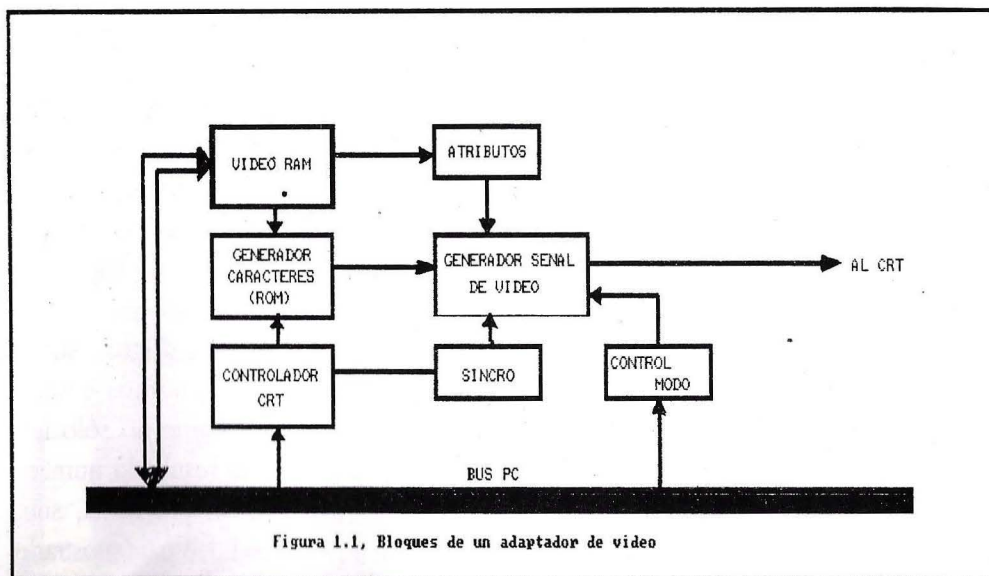 VIDEO RAM
ATRIBUTOS
GENERADOR
CARACTERES
(ROM)
GENERADOR SENAL
DE VIDEO
AL CRT
CONTROLADOR
CRT
SINCRO
CONTROL
MODO
BUS PC
Figura 1.1, Bloques de un adaptador de video